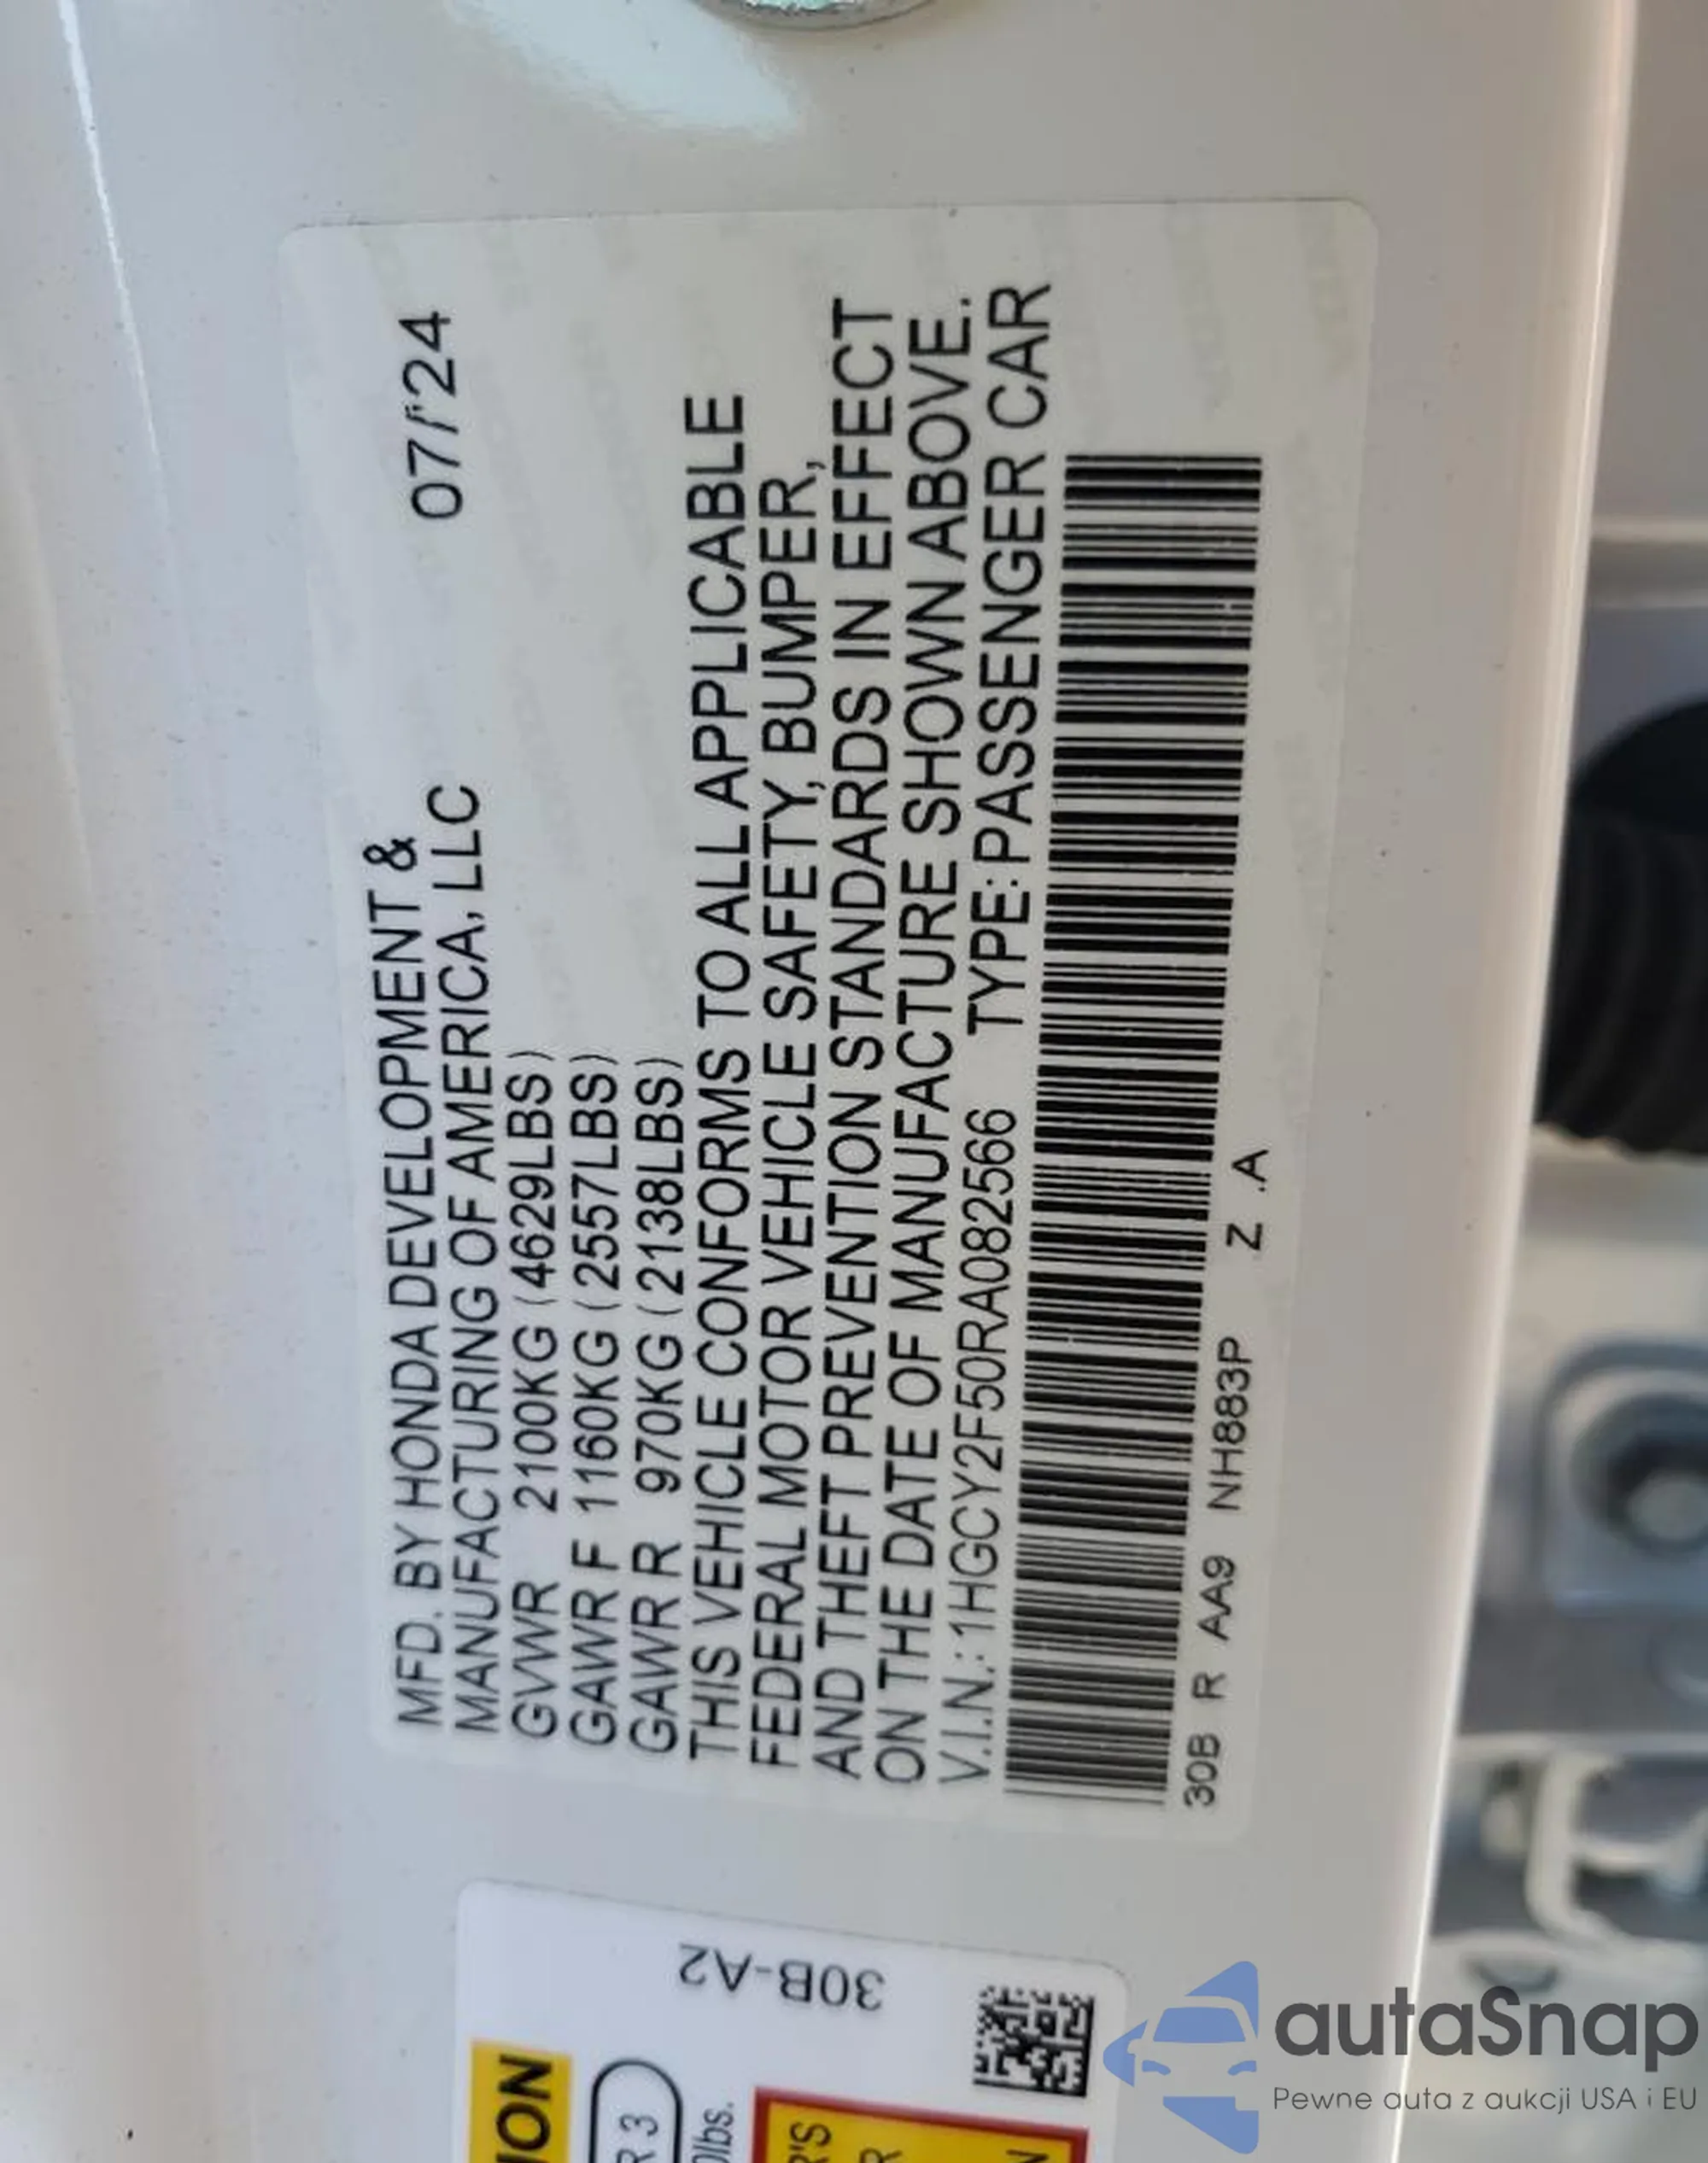 MFD. BY HONDA DEVELOPMENT &
MANUFACTURING OF AMERICA, LLC
07/24
GVWR 2100KG (4629LBS)
GAWR F 1160KG (2557LBS)
GAWR R 970KG (2138LBS)
THIS VEHICLE CONFORMS TO ALL APPLICABLE
FEDERAL MOTOR VEHICLE SAFETY, BUMPER,
AND THEFT PREVENTION STANDARDS IN EFFECT
ON THE DATE OF MANUFACTURE SHOWN ABOVE.
V.I.N.: 1HGCY2F50RA082566 TYPE: PASSENGER CAR
30B R AA9 NH883P Z .A
30B-A2
autaSnap
Pewne auta z aukcji USA i EU